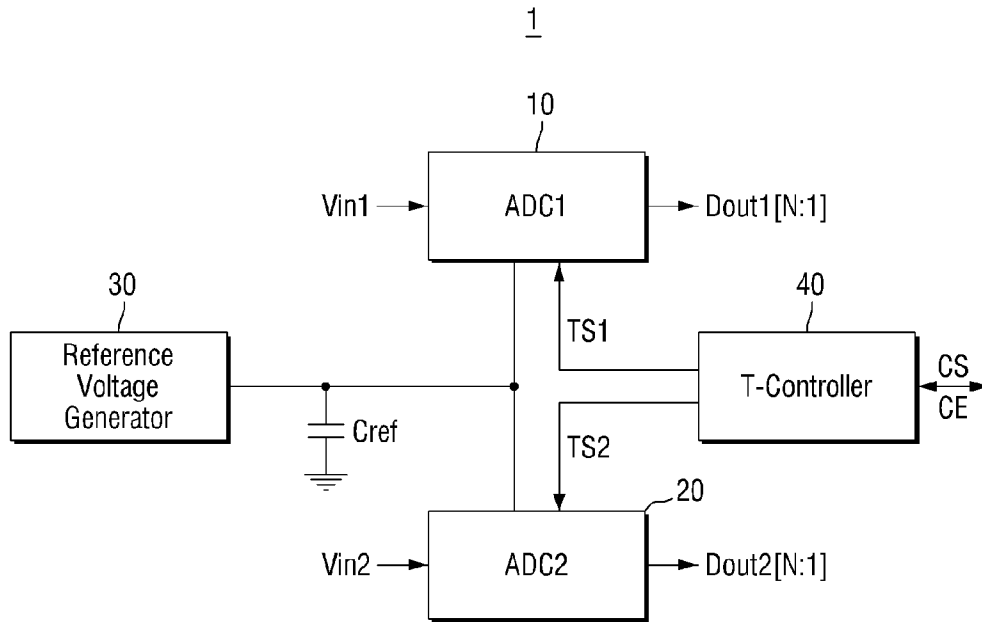 1
10
Vin1
ADC1
Dout1[N:1]
30
40
TS1
Reference
Voltage
Generator
T-Controller
CS
CE
Cref
TS2
20
Vin2
ADC2
Dout2[N:1]